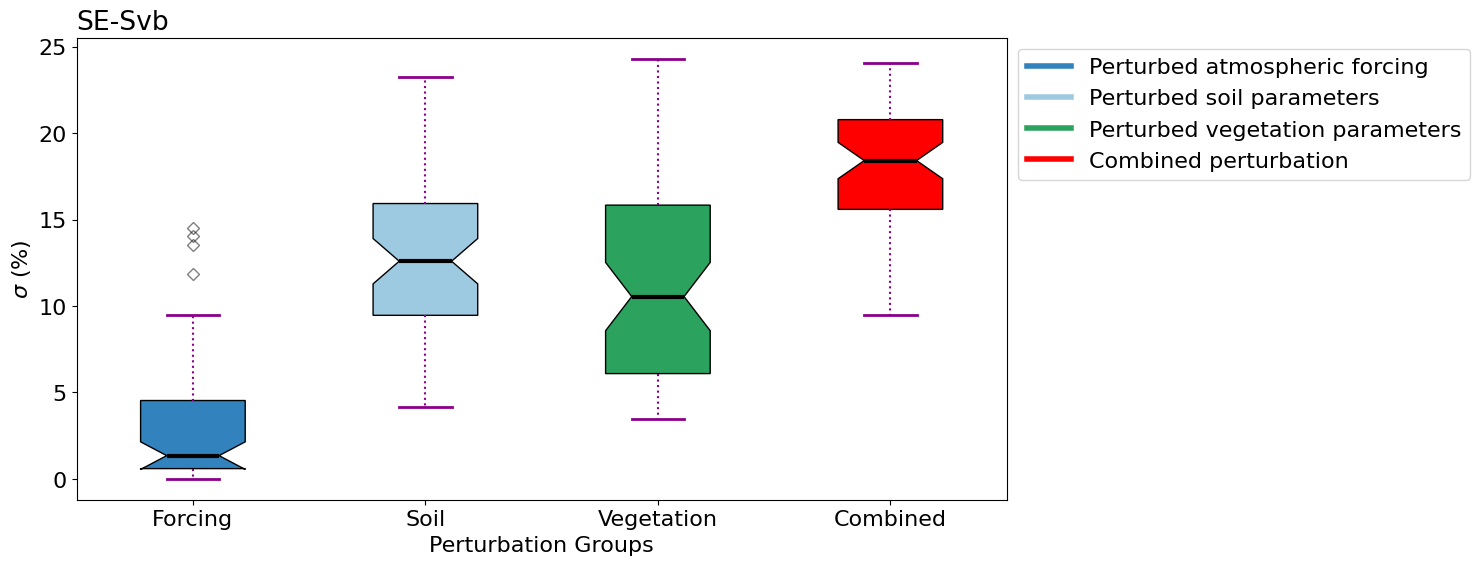 SE-Svb
25
20
15
10
5
0
σ (%)
Forcing Soil Vegetation Combined
Perturbation Groups
Perturbed atmospheric forcing
Perturbed soil parameters
Perturbed vegetation parameters
Combined perturbation